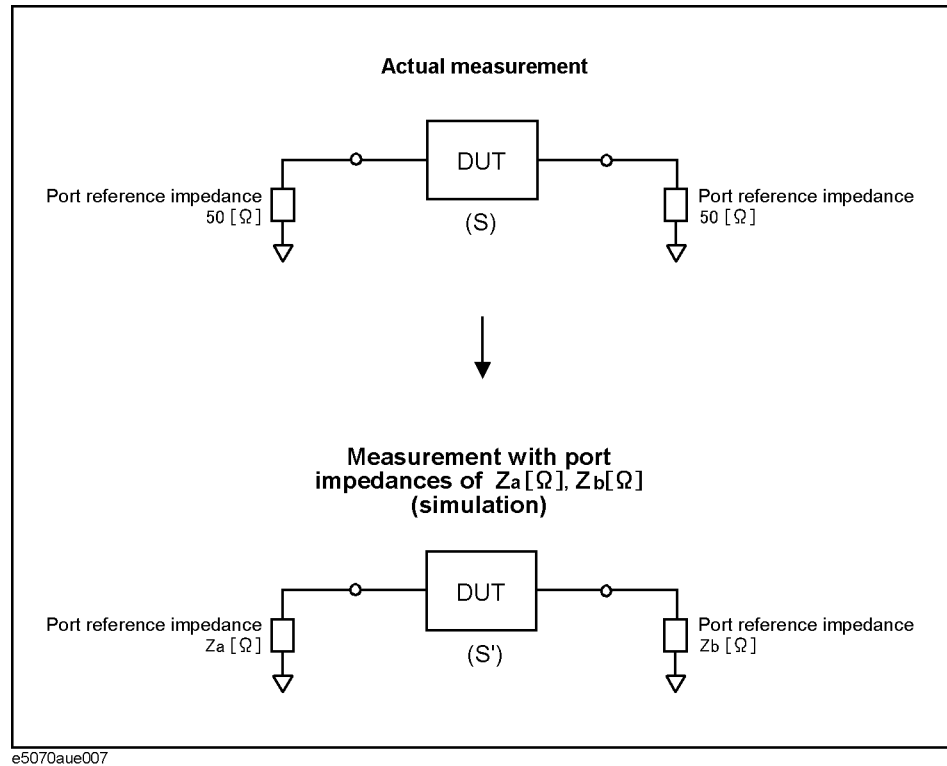 Actual measurement
DUT
Port reference impedance
50 [Ω]
Port reference impedance
50 [Ω]
(S)
Measurement with port
impedances of Za[Ω], Zb[Ω]
(simulation)
DUT
Port reference impedance
Za [Ω]
Port reference impedance
Zb [Ω]
(S')
e5070aue007